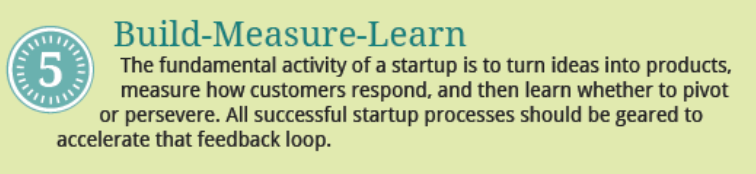 5
Build-Measure-Learn
The fundamental activity of a startup is to turn ideas into products,
measure how customers respond, and then learn whether to pivot
or persevere. All successful startup processes should be geared to
accelerate that feedback loop.